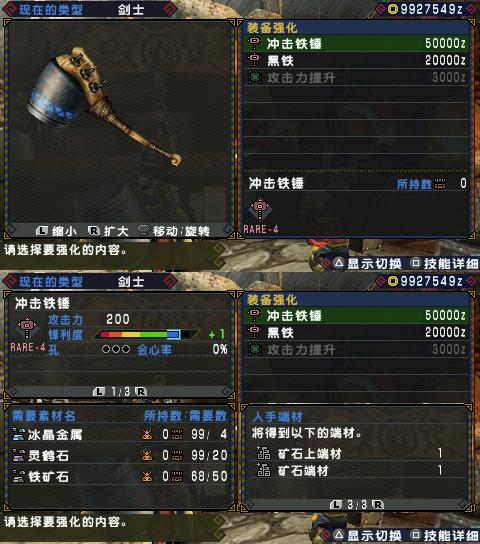 现在的类型 剑士
9927549z
装备强化
冲击铁锤 50000z
黑铁 20000z
攻击力提升 3000z
冲击铁锤 所持数 0
RARE-4
L 缩小 R 扩大 移动/旋转
请选择要强化的内容。
△显示切换 □技能详细
现在的类型 剑士
9927549z
冲击铁锤
攻击力 200
锋利度 +1
RARE-4
孔 ○○○ 会心率 0%
L 1/3 R
装备强化
冲击铁锤 50000z
黑铁 20000z
攻击力提升 3000z
需要素材名 所持数/需要数
冰晶金属 0 99/ 4
灵鹤石 0 99/20
铁矿石 0 68/50
入手端材
将得到以下的端材。
矿石上端材 1
矿石端材 1
L 3/3 R
请选择要强化的内容。
△显示切换 □技能详细